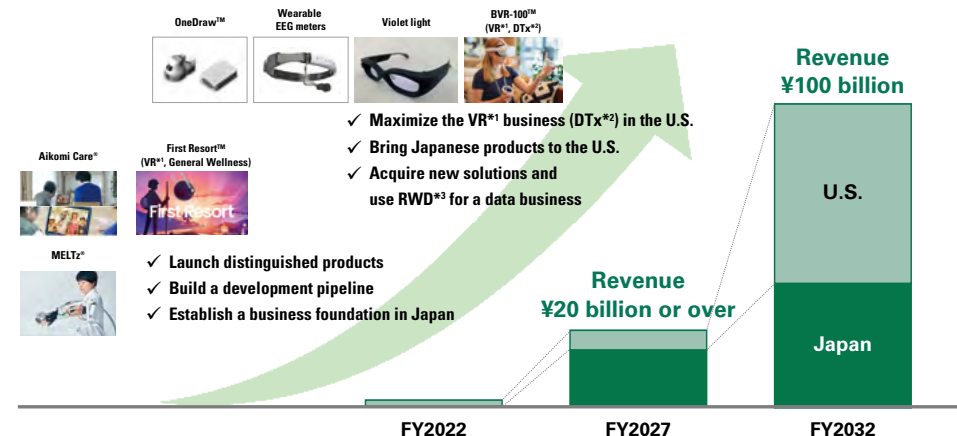 OneDraw™
Wearable
EEG meters
Violet light
BVR-100™
(VR*1, DTx*2)
✓ Maximize the VR*1 business (DTx*2) in the U.S.
✓ Bring Japanese products to the U.S.
✓ Acquire new solutions and
use RWD*3 for a data business
Aikomi Care®
First Resort™
(VR*1, General Wellness)
First Resort
MELTz®
✓ Launch distinguished products
✓ Build a development pipeline
✓ Establish a business foundation in Japan
Revenue
¥20 billion or over
Revenue
¥100 billion
U.S.
Japan
FY2022
FY2027
FY2032